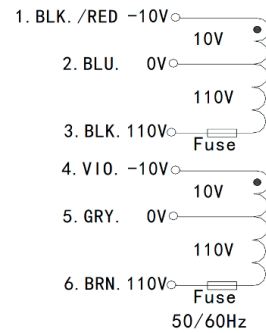 1. BLK. /RED -10V
10V
2. BLU. 0V
110V
3. BLK. 110V
Fuse
4. VIO. -10V
10V
5. GRY. 0V
110V
6. BRN. 110V
Fuse
50/60Hz